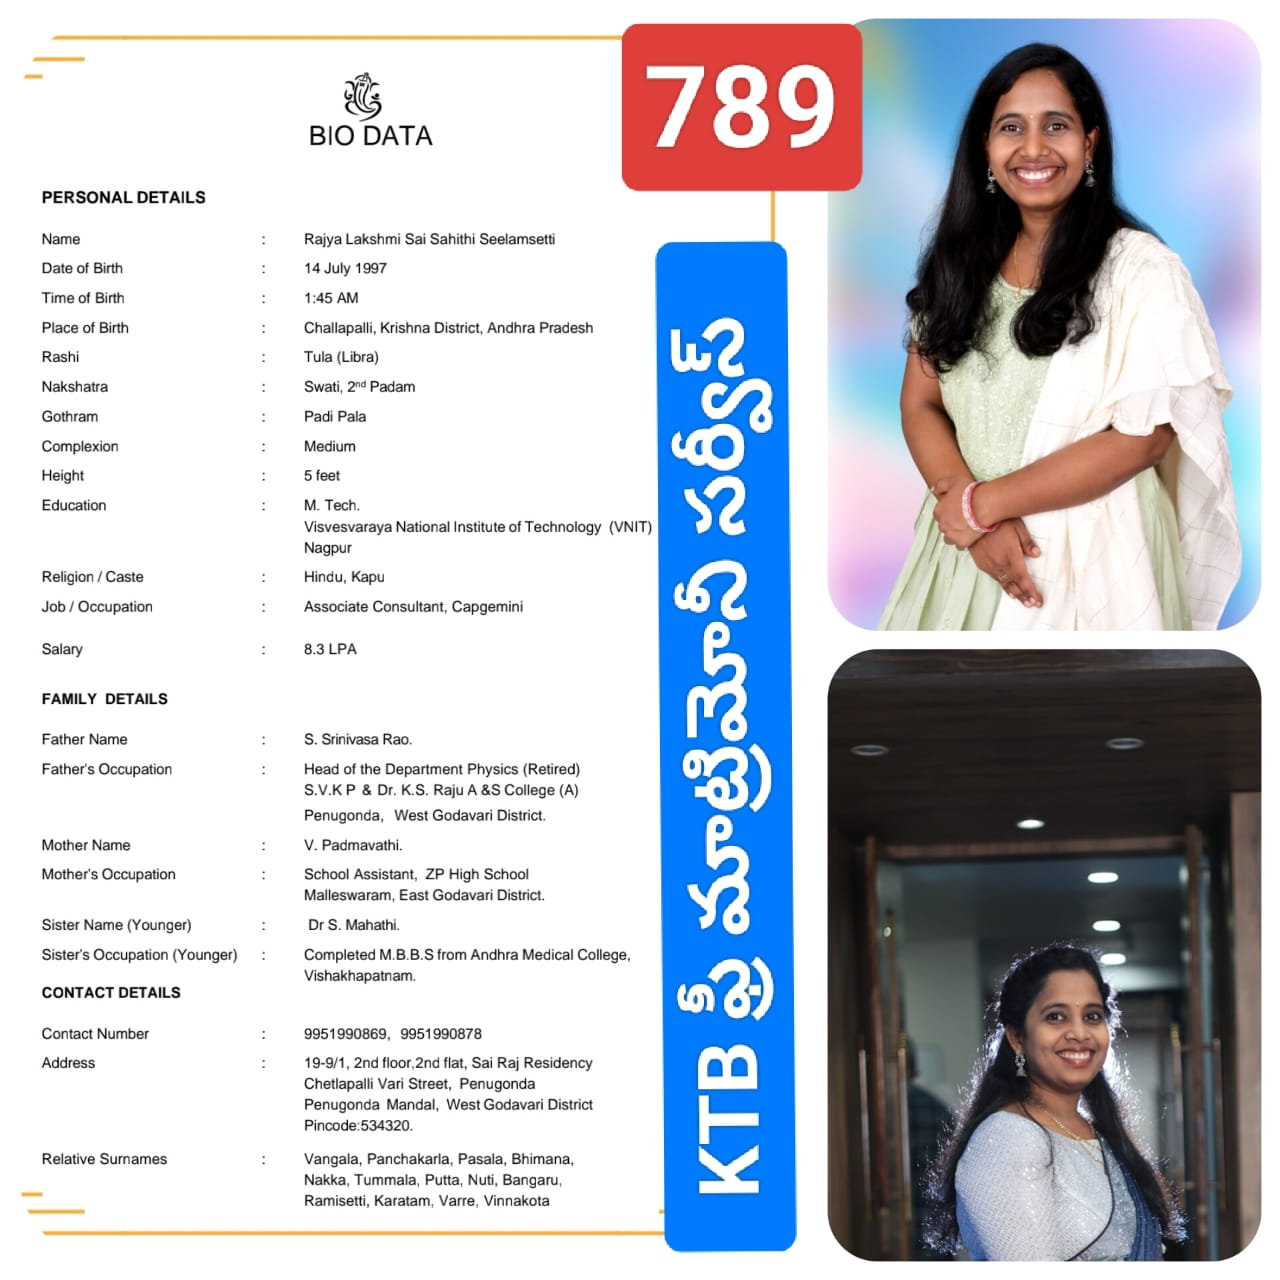 BIO DATA
789
PERSONAL DETAILS
Name : Rajya Lakshmi Sai Sahithi Seelamsetti
Date of Birth : 14 July 1997
Time of Birth : 1:45 AM
Place of Birth : Challapalli, Krishna District, Andhra Pradesh
Rashi : Tula (Libra)
Nakshatra : Swati, 2nd Padam
Gothram : Padi Pala
Complexion : Medium
Height : 5 feet
Education : M. Tech.
Visvesvaraya National Institute of Technology (VNIT)
Nagpur
Religion / Caste : Hindu, Kapu
Job / Occupation : Associate Consultant, Capgemini
Salary : 8.3 LPA
FAMILY DETAILS
Father Name : S. Srinivasa Rao.
Father's Occupation : Head of the Department Physics (Retired)
S.V.K P & Dr. K.S. Raju A &S College (A)
Penugonda, West Godavari District.
Mother Name : V. Padmavathi.
Mother's Occupation : School Assistant, ZP High School
Malleswaram, East Godavari District.
Sister Name (Younger) : Dr S. Mahathi.
Sister's Occupation (Younger) : Completed M.B.B.S from Andhra Medical College,
Vishakhapatnam.
CONTACT DETAILS
Contact Number : 9951990869, 9951990878
Address : 19-9/1, 2nd floor,2nd flat, Sai Raj Residency
Chetlapalli Vari Street, Penugonda
Penugonda Mandal, West Godavari District
Pincode:534320.
Relative Surnames : Vangala, Panchakarla, Pasala, Bhimana,
Nakka, Tummala, Putta, Nuti, Bangaru,
Ramisetti, Karatam, Varre, Vinnakota
KTB ఫ్రీ మాట్రిమోనీ సర్వీస్